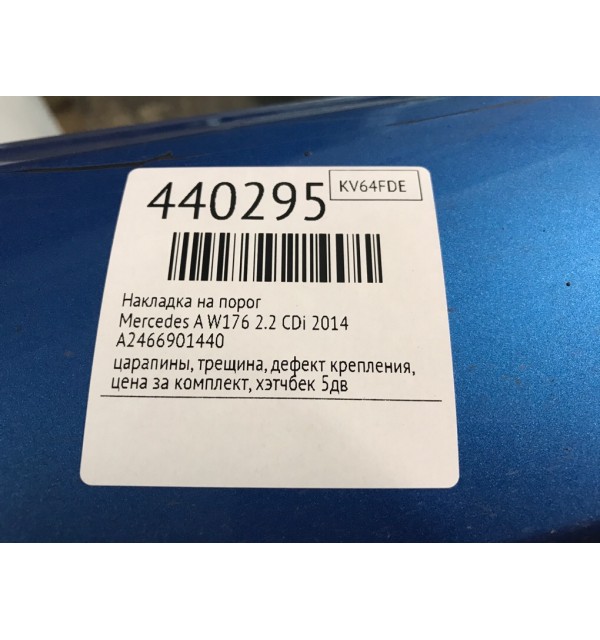 440295
KV64FDE
Накладка на порог
Mercedes A W176 2.2 CDi 2014
A2466901440
царапины, трещина, дефект крепления,
цена за комплект, хэтчбек 5дв